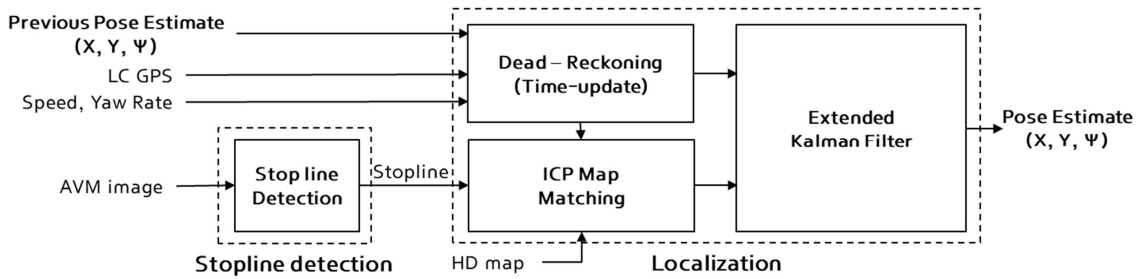 Previous Pose Estimate
(X, Y, Ψ)
LC GPS
Speed, Yaw Rate
Dead – Reckoning
(Time-update)
Extended
Kalman Filter
Pose Estimate
(X, Y, Ψ)
AVM image
Stop line
Detection
Stopline
ICP Map
Matching
Stopline detection
HD map
Localization